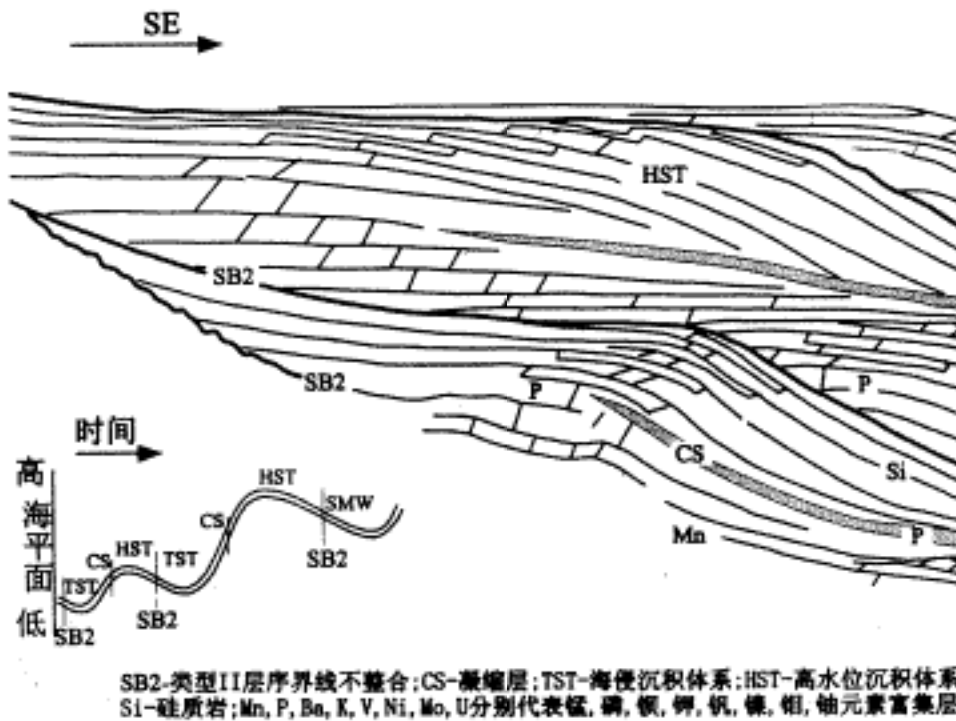 SE
HST
SB2
SB2
P
P
CS
Si
Mn
P
时间
高海平面低
HST
SMW
CS
HST
CS
TST
TST
SB2
SB2
SB2
SB2-类型II层序界线不整合;CS-凝缩层;TST-海侵沉积体系;HST-高水位沉积体系
Si-硅质岩;Mn,P,Ba,K,V,Ni,Mo,U分别代表锰,磷,钡,钾,钒,镍,钼,铀元素富集层